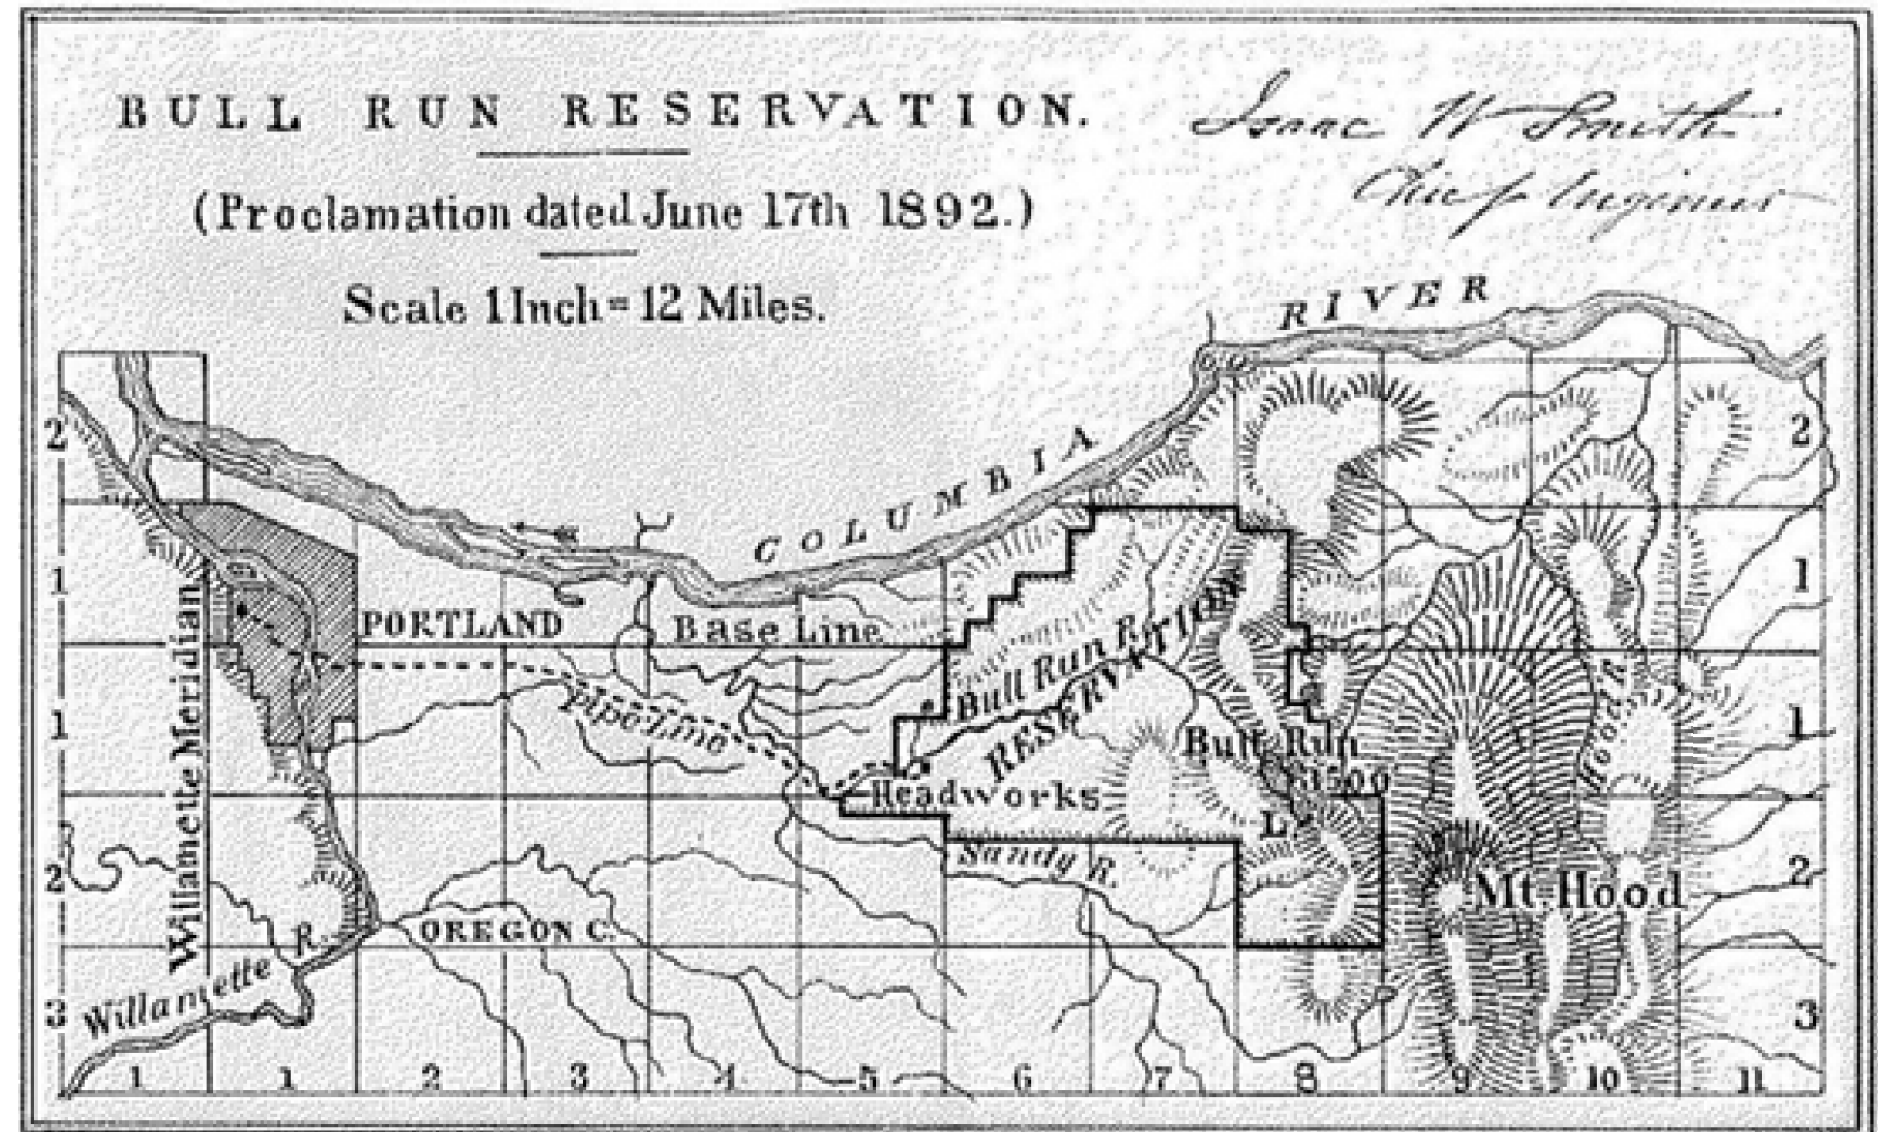 BULL RUN RESERVATION.
Isaac W Smith
Chief Engineer
(Proclamation dated June 17th 1892.)
Scale 1 Inch = 12 Miles.
COLUMBIA RIVER
2
2
1
1
PORTLAND
Base Line
Willamette Meridian
Bull Run R.
RESERVATION
Pipe Line
1
1
Bull Run
3500
L.
Hood R.
Headworks
Sandy R.
2
2
Mt. Hood
OREGON C.
Willamette R.
3
3
1 1 2 3 4 5 6 7 8 9 10 11